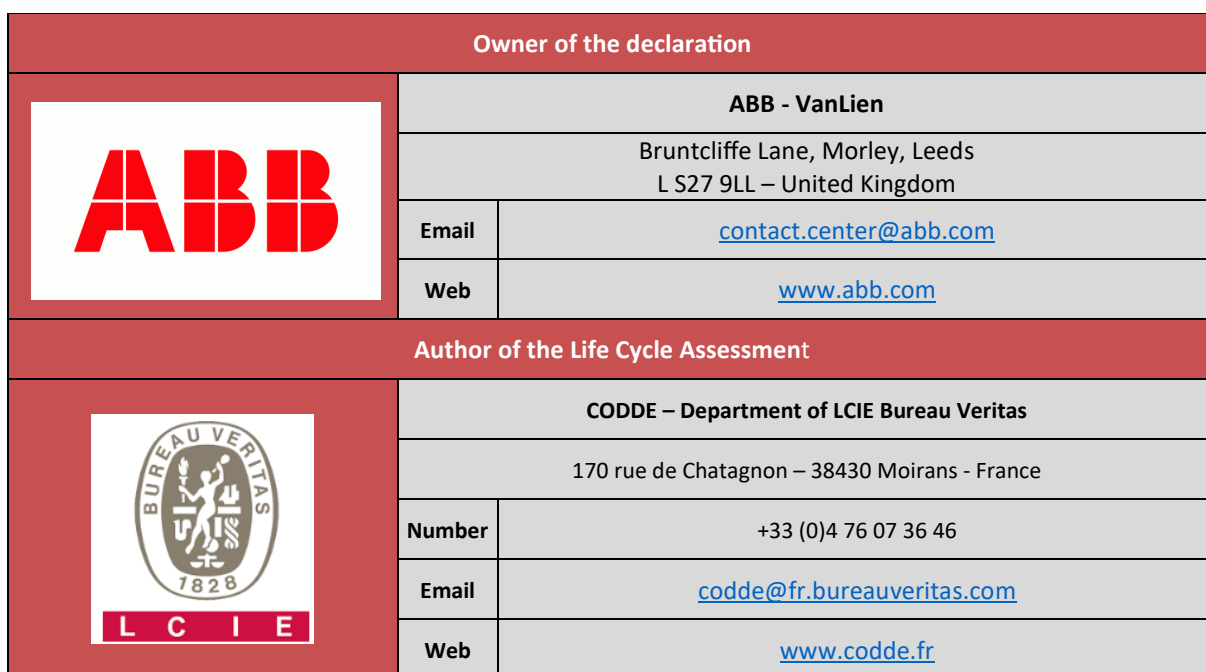 Owner of the declaration
ABB
ABB - VanLien
Bruntcliffe Lane, Morley, Leeds
L S27 9LL – United Kingdom
Email contact.center@abb.com
Web www.abb.com
Author of the Life Cycle Assessment
BUREAU VERITAS
1828
L C I E
CODDE – Department of LCIE Bureau Veritas
170 rue de Chatagnon – 38430 Moirans - France
Number +33 (0)4 76 07 36 46
Email codde@fr.bureauveritas.com
Web www.codde.fr